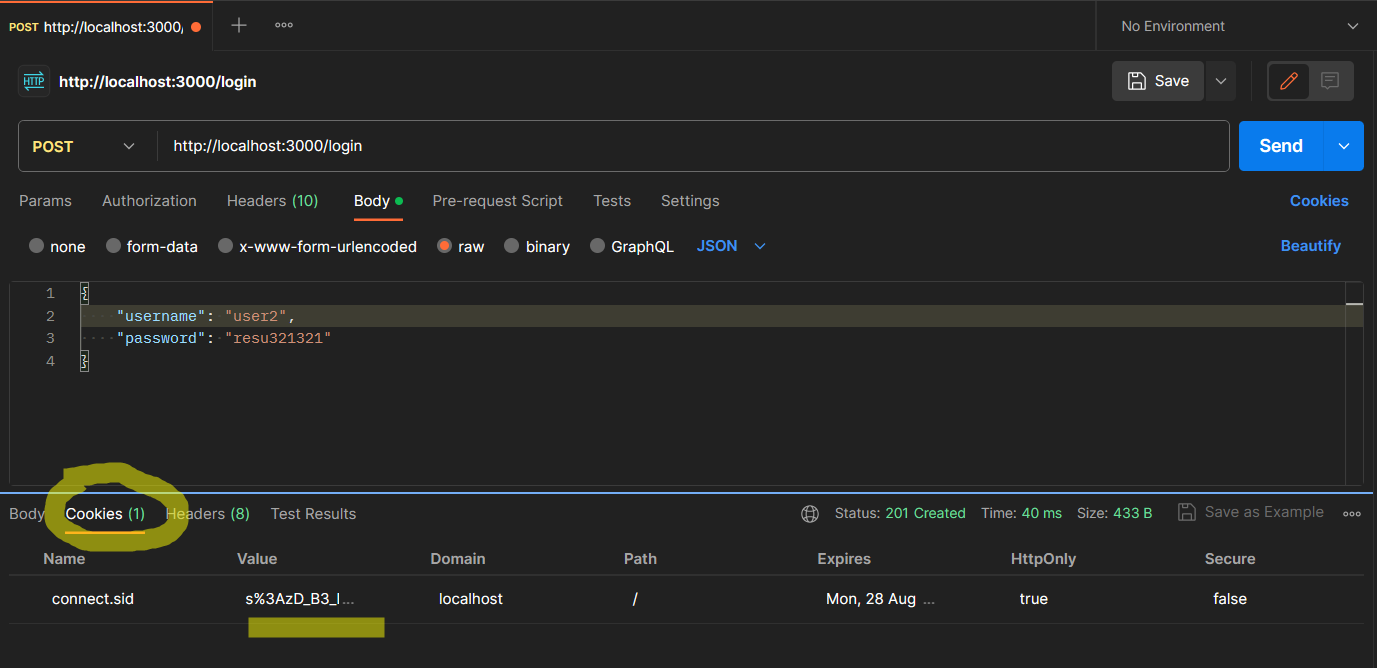 POST http://localhost:3000/ No Environment
HTTP http://localhost:3000/login Save
POST http://localhost:3000/login Send
Params Authorization Headers (10) Body Pre-request Script Tests Settings Cookies
none form-data x-www-form-urlencoded raw binary GraphQL JSON Beautify
1 {
2 "username": "user2",
3 "password": "resu321321"
4 }
Body Cookies (1) Headers (8) Test Results Status: 201 Created Time: 40 ms Size: 433 B Save as Example
Name Value Domain Path Expires HttpOnly Secure
connect.sid s%3AzD_B3_... localhost / Mon, 28 Aug ... true false